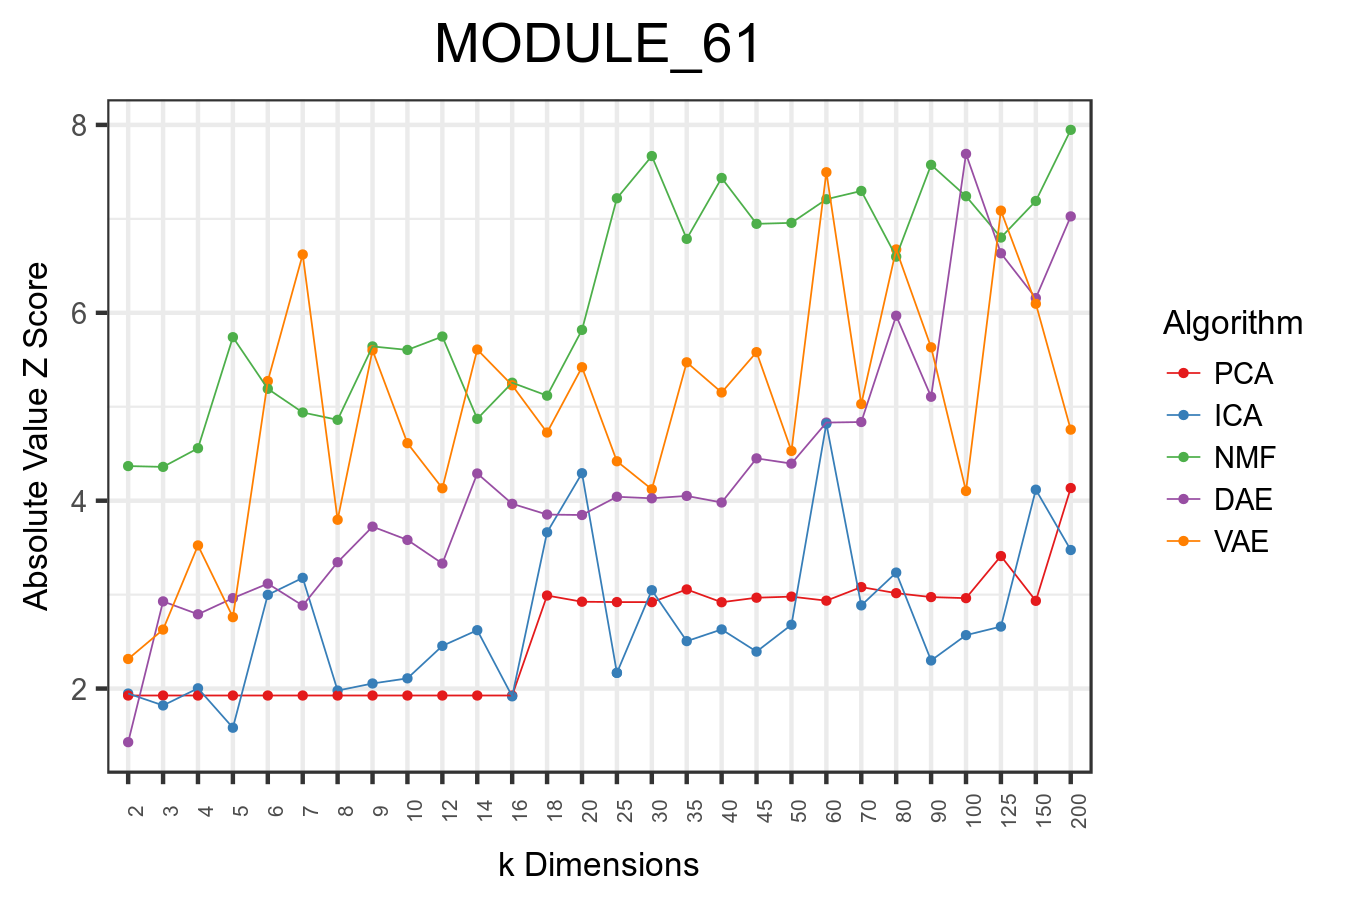 MODULE_61
Absolute Value Z Score
8
6
4
2
2 3 4 5 6 7 8 9 10 12 14 16 18 20 25 30 35 40 45 50 60 70 80 90 100 125 150 200
k Dimensions
Algorithm
PCA
ICA
NMF
DAE
VAE